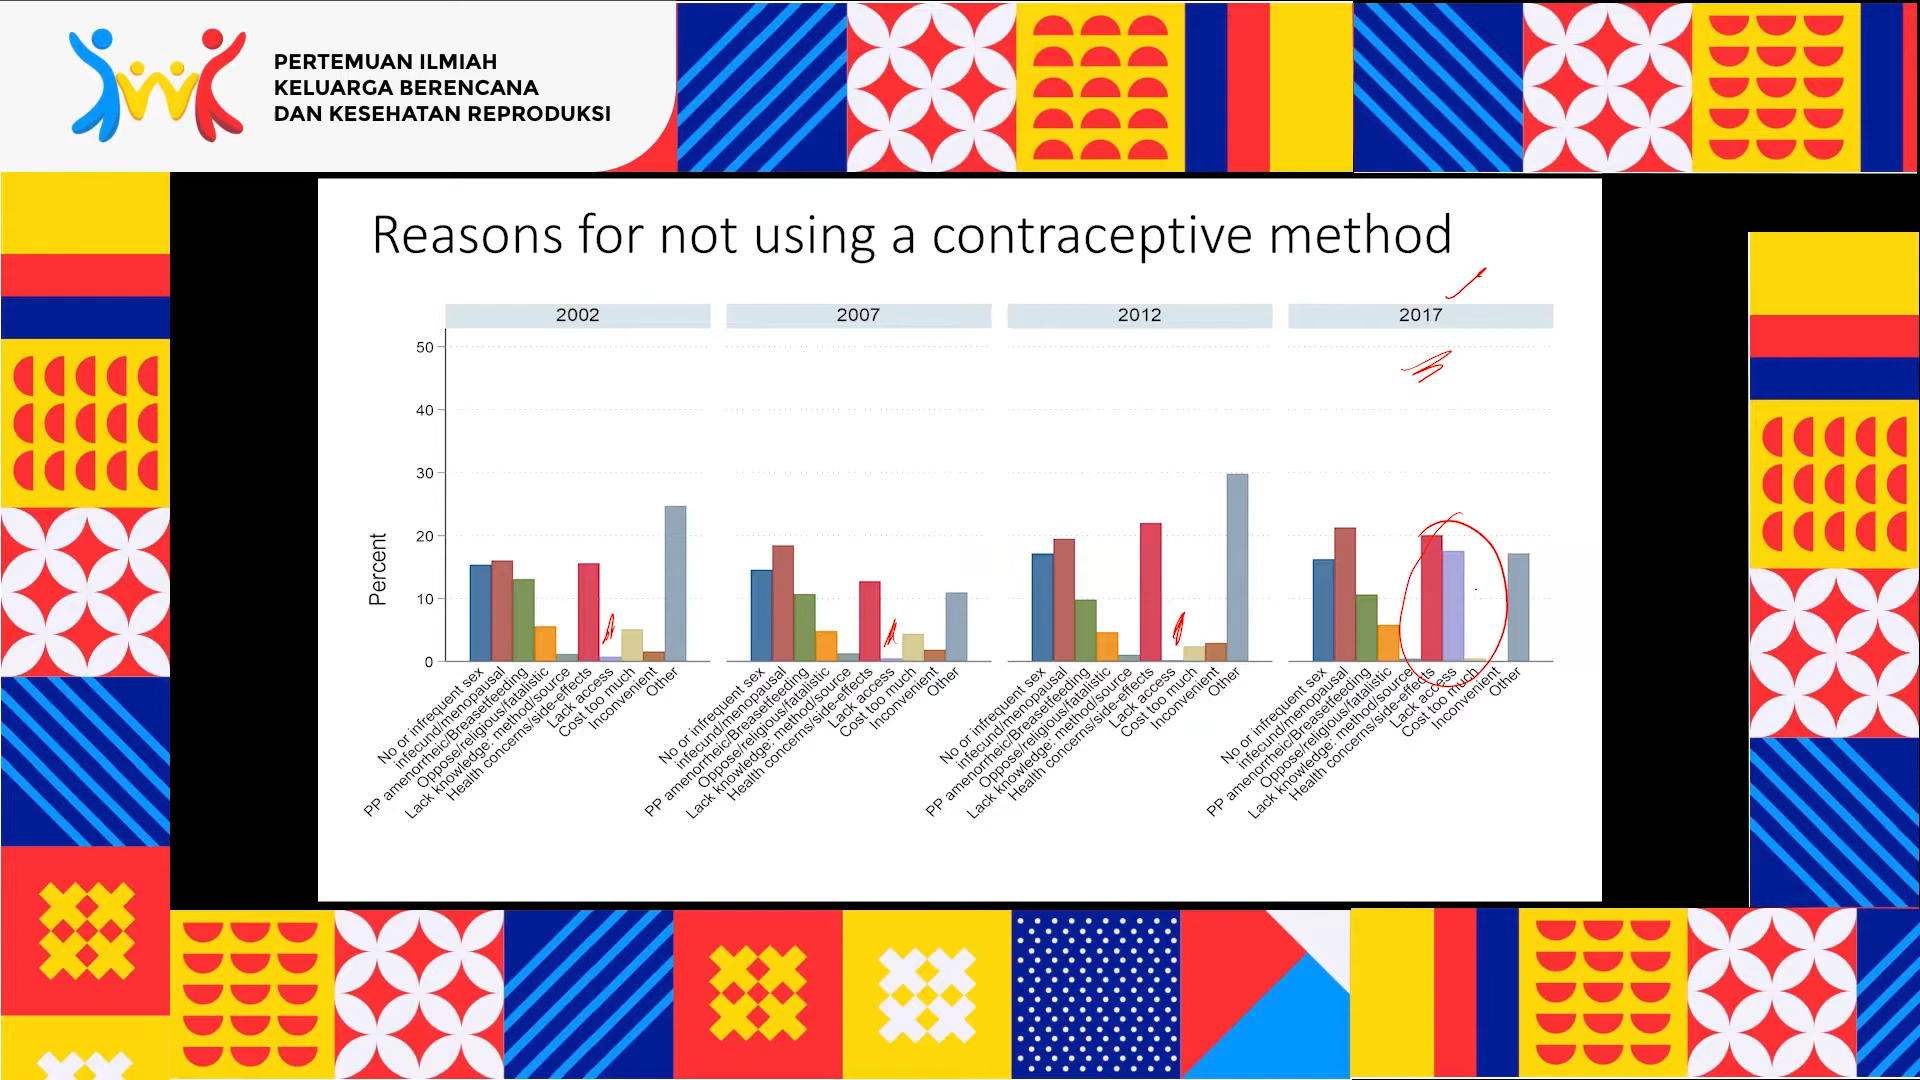 PERTEMUAN ILMIAH
KELUARGA BERENCANA
DAN KESEHATAN REPRODUKSI
Reasons for not using a contraceptive method
2002
2007
2012
2017
50
40
30
20
10
0
Percent
No or infrequent sex
infecund/menopausal
PP amenorrheic/Breastfeeding
Oppose/religious/fatalistic
Lack knowledge: method/source
Health concerns/side-effects
Lack access
Cost too much
Inconvenient
Other
No or infrequent sex
infecund/menopausal
PP amenorrheic/Breastfeeding
Oppose/religious/fatalistic
Lack knowledge: method/source
Health concerns/side-effects
Lack access
Cost too much
Inconvenient
Other
No or infrequent sex
infecund/menopausal
PP amenorrheic/Breastfeeding
Oppose/religious/fatalistic
Lack knowledge: method/source
Health concerns/side-effects
Lack access
Cost too much
Inconvenient
Other
No or infrequent sex
infecund/menopausal
PP amenorrheic/Breastfeeding
Oppose/religious/fatalistic
Lack knowledge: method/source
Health concerns/side-effects
Lack access
Cost too much
Inconvenient
Other